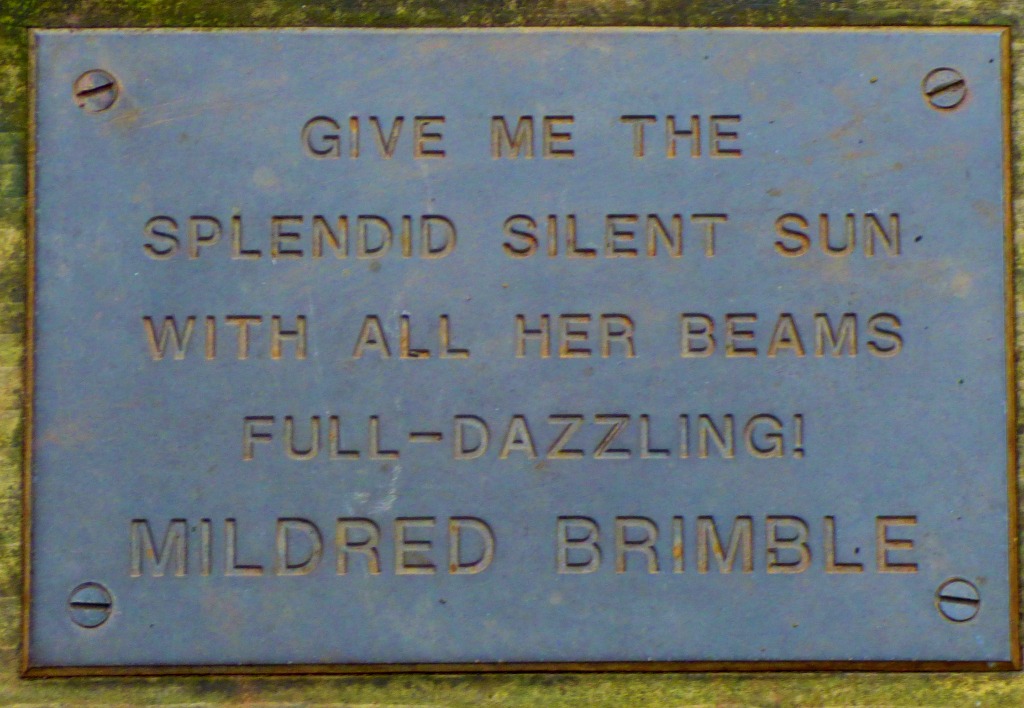 GIVE ME THE
SPLENDID SILENT SUN
WITH ALL HER BEAMS
FULL-DAZZLING!
MILDRED BRIMBLE